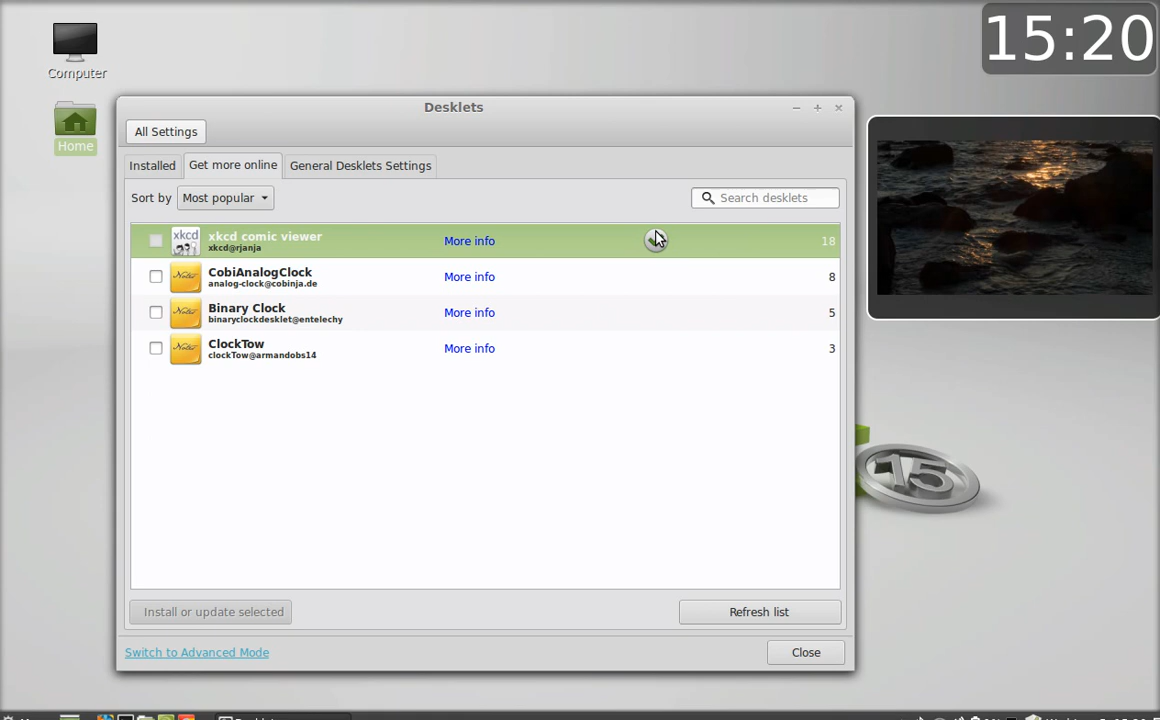 15:20
Computer
Home
Desklets
All Settings
Installed
Get more online
General Desklets Settings
Sort by
Most popular
Search desklets
xkcd
xkcd comic viewer
xkcd@rjanja
More info
18
Notes
CobiAnalogClock
analog-clock@cobinja.de
More info
8
Notes
Binary Clock
binaryclockdesklet@entelechy
More info
5
Notes
ClockTow
clockTow@armandobs14
More info
3
15
Install or update selected
Refresh list
Switch to Advanced Mode
Close